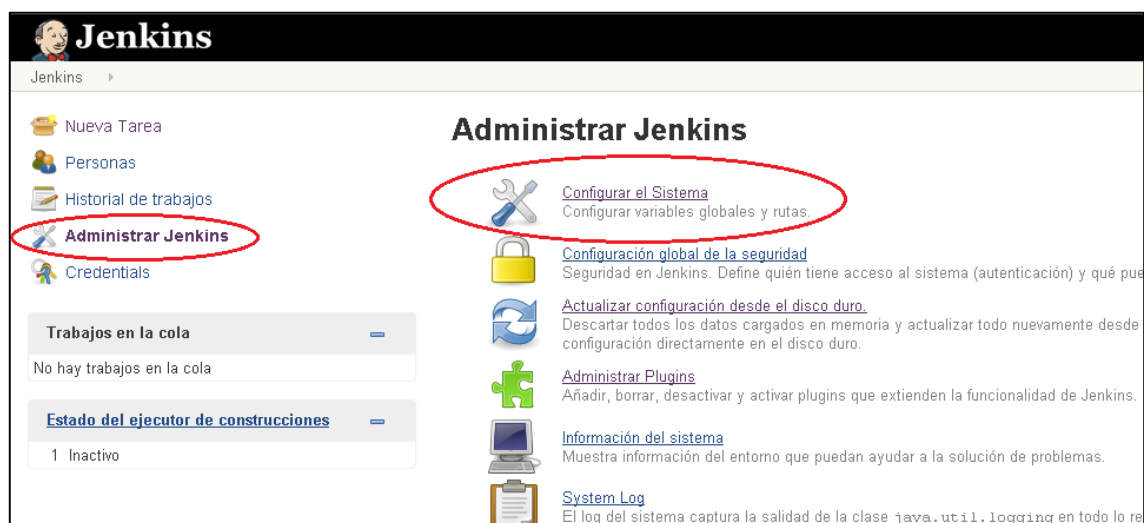 Jenkins
Jenkins
Nueva Tarea
Personas
Historial de trabajos
Administrar Jenkins
Credentials
Trabajos en la cola
No hay trabajos en la cola
Estado del ejecutor de construcciones
1 Inactivo
Administrar Jenkins
Configurar el Sistema
Configurar variables globales y rutas.
Configuración global de la seguridad
Seguridad en Jenkins. Define quién tiene acceso al sistema (autenticación) y qué pue
Actualizar configuración desde el disco duro.
Descartar todos los datos cargados en memoria y actualizar todo nuevamente desde
configuración directamente en el disco duro.
Administrar Plugins
Añadir, borrar, desactivar y activar plugins que extienden la funcionalidad de Jenkins.
Información del sistema
Muestra información del entorno que puedan ayudar a la solución de problemas.
System Log
El log del sistema captura la salidad de la clase java.util.logging en todo lo re